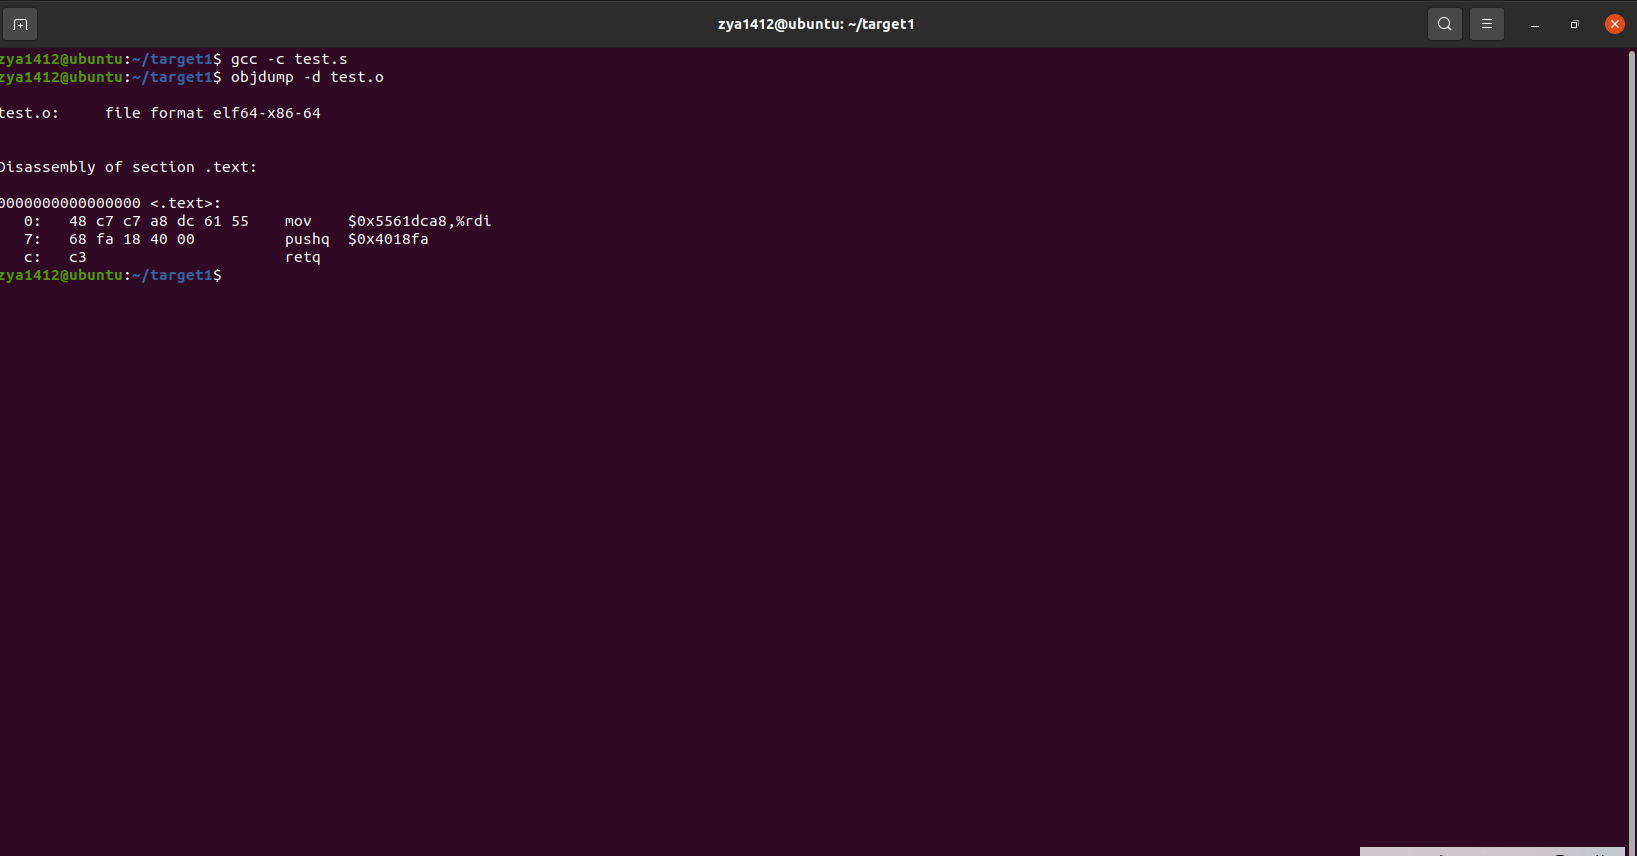 zya1412@ubuntu: ~/target1
zya1412@ubuntu:~/target1$ gcc -c test.s
zya1412@ubuntu:~/target1$ objdump -d test.o
test.o:     file format elf64-x86-64
Disassembly of section .text:
0000000000000000 <.text>:
   0:   48 c7 c7 a8 dc 61 55    mov    $0x5561dca8,%rdi
   7:   68 fa 18 40 00          pushq  $0x4018fa
   c:   c3                      retq
zya1412@ubuntu:~/target1$